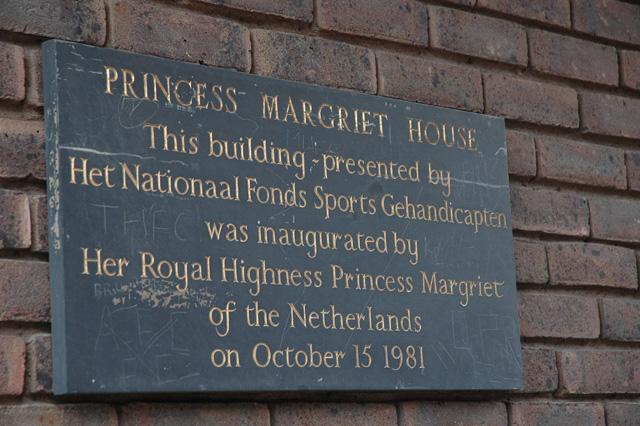 PRINCESS MARGRIET HOUSE
This building - presented by
Het Nationaal Fonds Sports Gehandicapten
was inaugurated by
Her Royal Highness Princess Margriet
of the Netherlands
on October 15 1981
THFC